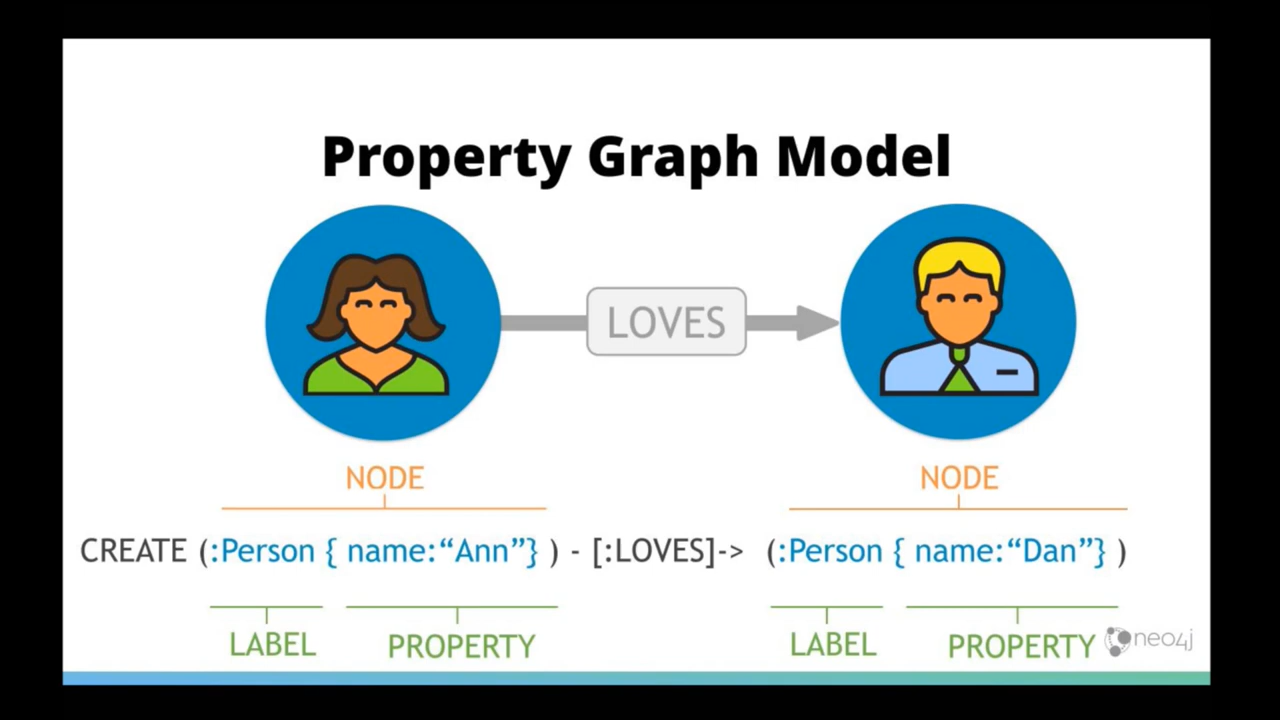 Property Graph Model
LOVES
NODE NODE
CREATE (:Person { name:“Ann”} ) - [:LOVES]-> (:Person { name:“Dan”} )
LABEL PROPERTY LABEL PROPERTY
neo4j